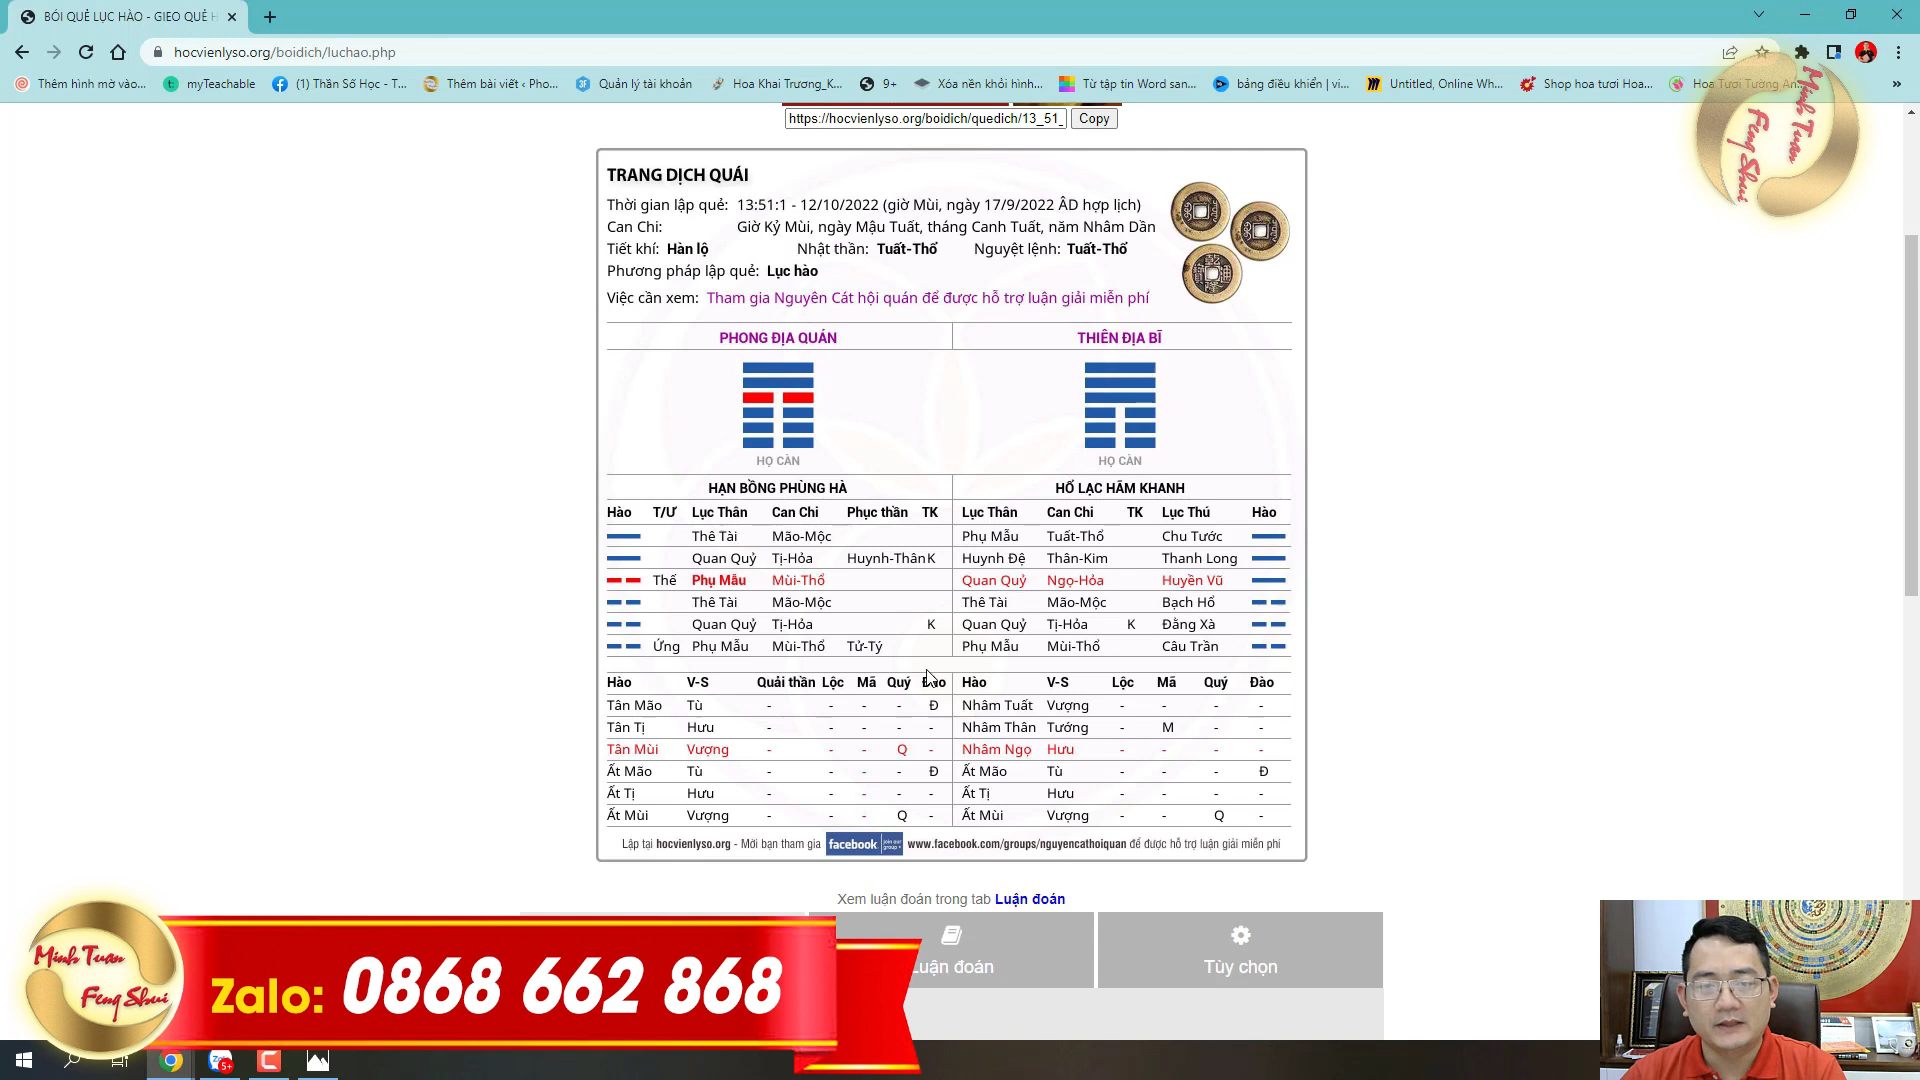 BÓI QUẺ LỤC HÀO - GIEO QUẺ H
hocvienlyso.org/boidich/luchao.php
Thêm hình mờ vào...
myTeachable
(1) Thần Số Học - T...
Thêm bài viết ‹ Pho...
Quản lý tài khoản
Hoa Khai Trương_K...
9+
Xóa nền khỏi hình...
Từ tập tin Word san...
bảng điều khiển | vi...
Untitled, Online Wh...
Shop hoa tươi Hoa...
Hoa Tươi Tường An...
»
Minh Tuấn
Feng Shui
https://hocvienlyso.org/boidich/quedich/13_51_
Copy
TRANG DỊCH QUÁI
Thời gian lập quẻ: 13:51:1 - 12/10/2022 (giờ Mùi, ngày 17/9/2022 ÂD hợp lịch)
Can Chi: Giờ Kỷ Mùi, ngày Mậu Tuất, tháng Canh Tuất, năm Nhâm Dần
Tiết khí: Hàn lộ Nhật thần: Tuất-Thổ Nguyệt lệnh: Tuất-Thổ
Phương pháp lập quẻ: Lục hào
Việc cần xem: Tham gia Nguyên Cát hội quán để được hỗ trợ luận giải miễn phí
PHONG ĐỊA QUÁN THIÊN ĐỊA BĨ
HỌ CÀN HỌ CÀN
HẠN BỒNG PHÙNG HÀ HỔ LẠC HÃM KHANH
Hào T/Ư Lục Thân Can Chi Phục thần TK Lục Thân Can Chi TK Lục Thú Hào
Thê Tài Mão-Mộc Phụ Mẫu Tuất-Thổ Chu Tước
Quan Quỷ Tị-Hỏa Huynh-Thân K Huynh Đệ Thân-Kim Thanh Long
Thế Phụ Mẫu Mùi-Thổ Quan Quỷ Ngọ-Hỏa Huyền Vũ
Thê Tài Mão-Mộc Thê Tài Mão-Mộc Bạch Hổ
Quan Quỷ Tị-Hỏa K Quan Quỷ Tị-Hỏa K Đằng Xà
Ứng Phụ Mẫu Mùi-Thổ Tử-Tý Phụ Mẫu Mùi-Thổ Câu Trần
Hào V-S Quái thần Lộc Mã Quý Đào Hào V-S Lộc Mã Quý Đào
Tân Mão Tù - - - - Đ Nhâm Tuất Vượng - - - -
Tân Tị Hưu - - - - - Nhâm Thân Tướng - M - -
Tân Mùi Vượng - - - Q - Nhâm Ngọ Hưu - - - -
Ất Mão Tù - - - - Đ Ất Mão Tù - - - Đ
Ất Tị Hưu - - - - - Ất Tị Hưu - - - -
Ất Mùi Vượng - - - Q - Ất Mùi Vượng - - Q -
Lập tại hocvienlyso.org - Mời bạn tham gia facebook join our group www.facebook.com/groups/nguyencathoiquan để được hỗ trợ luận giải miễn phí
Xem luận đoán trong tab Luận đoán
Luận đoán
Tùy chọn
Minh Tuấn
Feng Shui
Zalo: 0868 662 868
5+